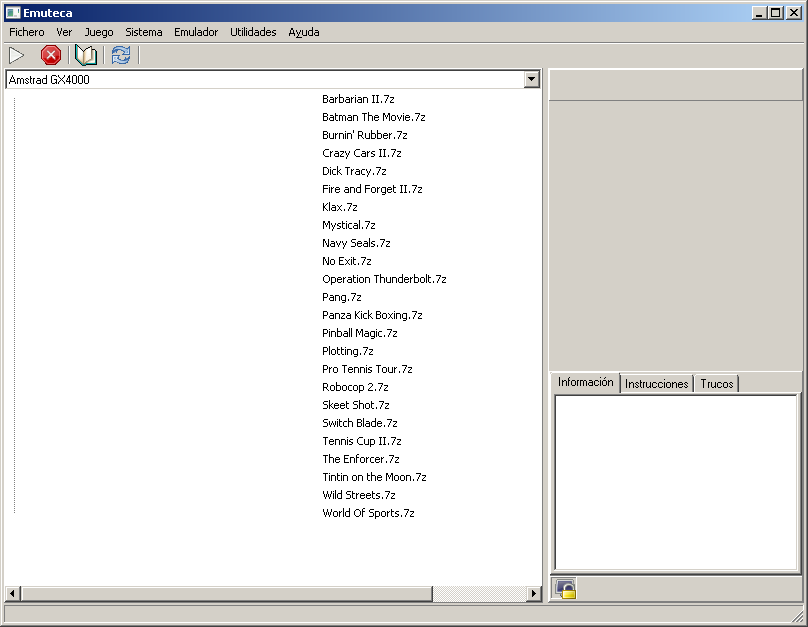 Emuteca
Fichero Ver Juego Sistema Emulador Utilidades Ayuda
Amstrad GX4000
Barbarian II.7z
Batman The Movie.7z
Burnin' Rubber.7z
Crazy Cars II.7z
Dick Tracy.7z
Fire and Forget II.7z
Klax.7z
Mystical.7z
Navy Seals.7z
No Exit.7z
Operation Thunderbolt.7z
Pang.7z
Panza Kick Boxing.7z
Pinball Magic.7z
Plotting.7z
Pro Tennis Tour.7z
Robocop 2.7z
Skeet Shot.7z
Switch Blade.7z
Tennis Cup II.7z
The Enforcer.7z
Tintin on the Moon.7z
Wild Streets.7z
World Of Sports.7z
Información Instrucciones Trucos